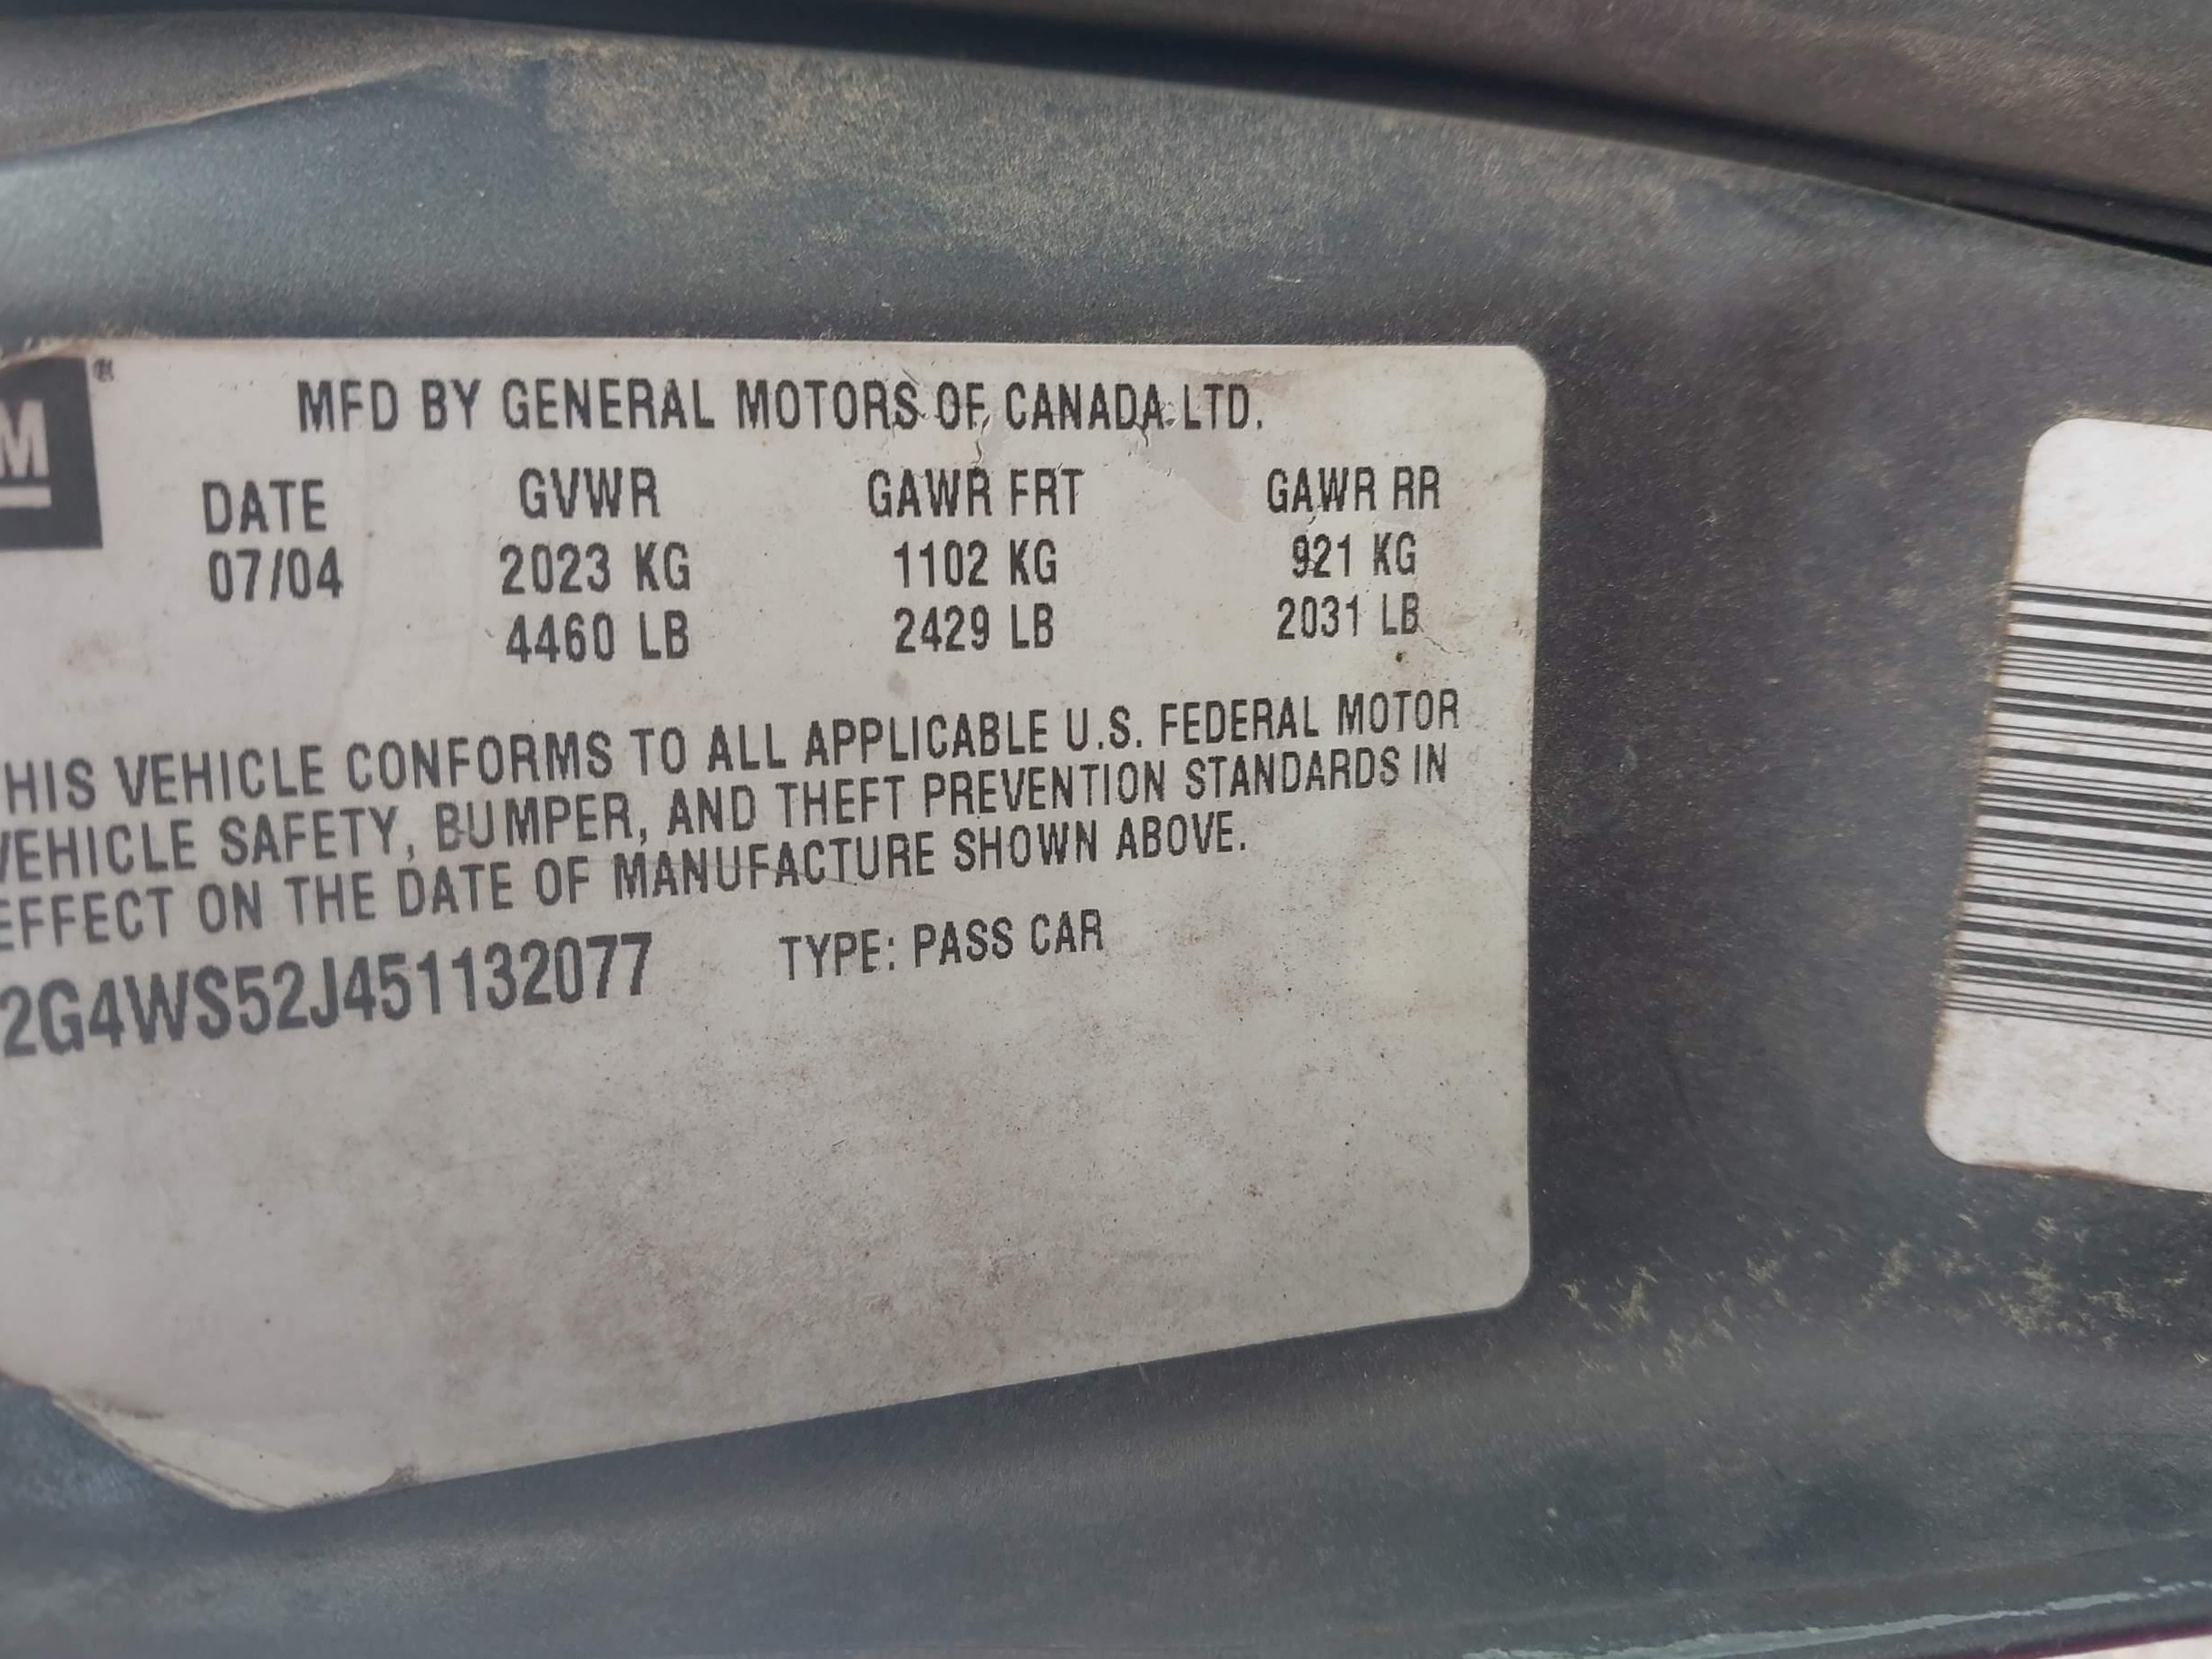 M ®
MFD BY GENERAL MOTORS OF CANADA LTD.
DATE GVWR GAWR FRT GAWR RR
07/04 2023 KG 1102 KG 921 KG
4460 LB 2429 LB 2031 LB
HIS VEHICLE CONFORMS TO ALL APPLICABLE U.S. FEDERAL MOTOR
VEHICLE SAFETY, BUMPER, AND THEFT PREVENTION STANDARDS IN
EFFECT ON THE DATE OF MANUFACTURE SHOWN ABOVE.
2G4WS52J451132077 TYPE: PASS CAR